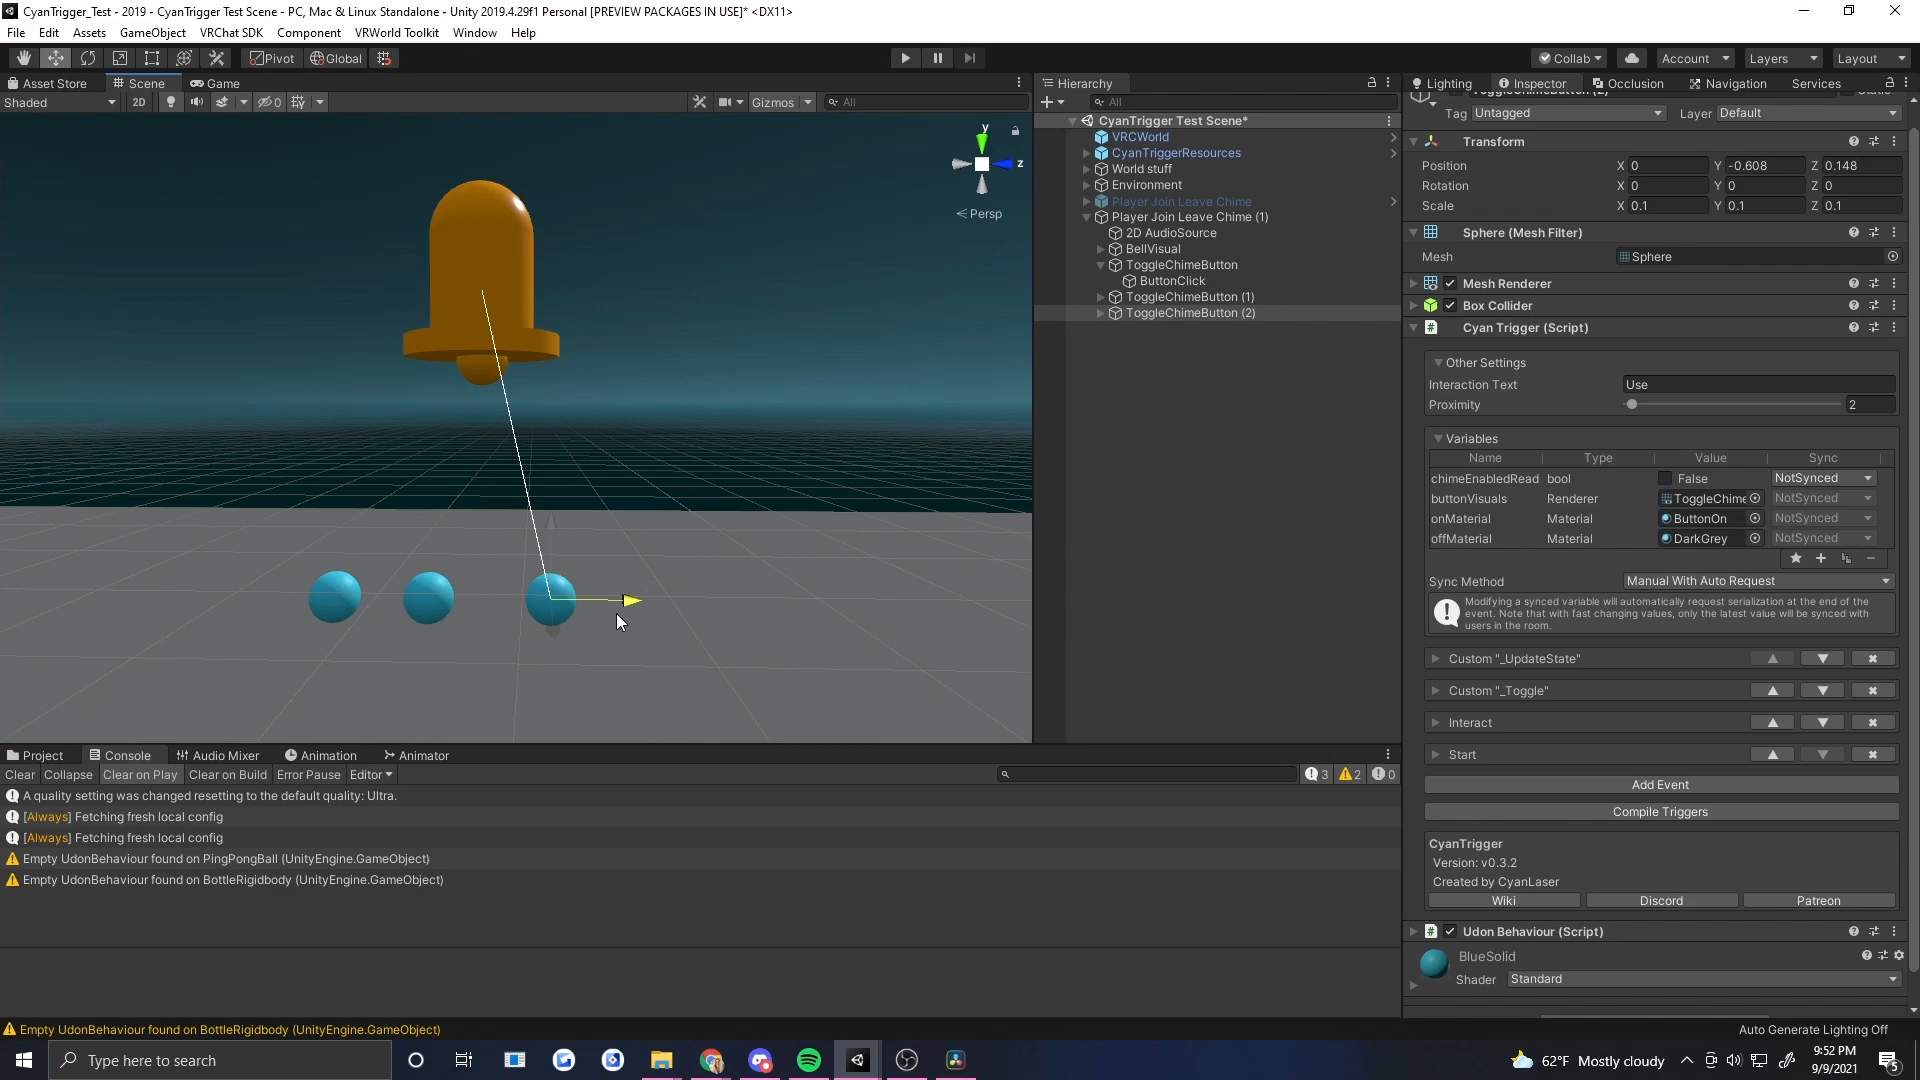 CyanTrigger_Test - 2019 - CyanTrigger Test Scene - PC, Mac & Linux Standalone - Unity 2019.4.29f1 Personal [PREVIEW PACKAGES IN USE]* <DX11>
File Edit Assets GameObject VRChat SDK Component VRWorld Toolkit Window Help
Pivot Global Collab Account Layers Layout
Asset Store Scene Game
Shaded 2D 0 Gizmos All
y
z
Persp
Hierarchy
All
CyanTrigger Test Scene*
VRCWorld
CyanTriggerResources
World stuff
Environment
Player Join Leave Chime
Player Join Leave Chime (1)
2D AudioSource
BellVisual
ToggleChimeButton
ButtonClick
ToggleChimeButton (1)
ToggleChimeButton (2)
Lighting Inspector Occlusion Navigation Services
Tag Untagged Layer Default
Transform
Position X 0 Y -0.608 Z 0.148
Rotation X 0 Y 0 Z 0
Scale X 0.1 Y 0.1 Z 0.1
Sphere (Mesh Filter)
Mesh Sphere
Mesh Renderer
Box Collider
Cyan Trigger (Script)
Other Settings
Interaction Text Use
Proximity 2
Variables
Name Type Value Sync
chimeEnabledRead bool False NotSynced
buttonVisuals Renderer ToggleChime NotSynced
onMaterial Material ButtonOn NotSynced
offMaterial Material DarkGrey NotSynced
Sync Method Manual With Auto Request
Modifying a synced variable will automatically request serialization at the end of the
event. Note that with fast changing values, only the latest value will be synced with
users in the room.
Custom "_UpdateState"
Custom "_Toggle"
Interact
Start
Add Event
Compile Triggers
CyanTrigger
Version: v0.3.2
Created by CyanLaser
Wiki Discord Patreon
Udon Behaviour (Script)
BlueSolid
Shader Standard
Project Console Audio Mixer Animation Animator
Clear Collapse Clear on Play Clear on Build Error Pause Editor 3 2 0
A quality setting was changed resetting to the default quality: Ultra.
[Always] Fetching fresh local config
[Always] Fetching fresh local config
Empty UdonBehaviour found on PingPongBall (UnityEngine.GameObject)
Empty UdonBehaviour found on BottleRigidbody (UnityEngine.GameObject)
Empty UdonBehaviour found on BottleRigidbody (UnityEngine.GameObject)
Auto Generate Lighting Off
Type here to search
62°F Mostly cloudy
9:52 PM
9/9/2021
5